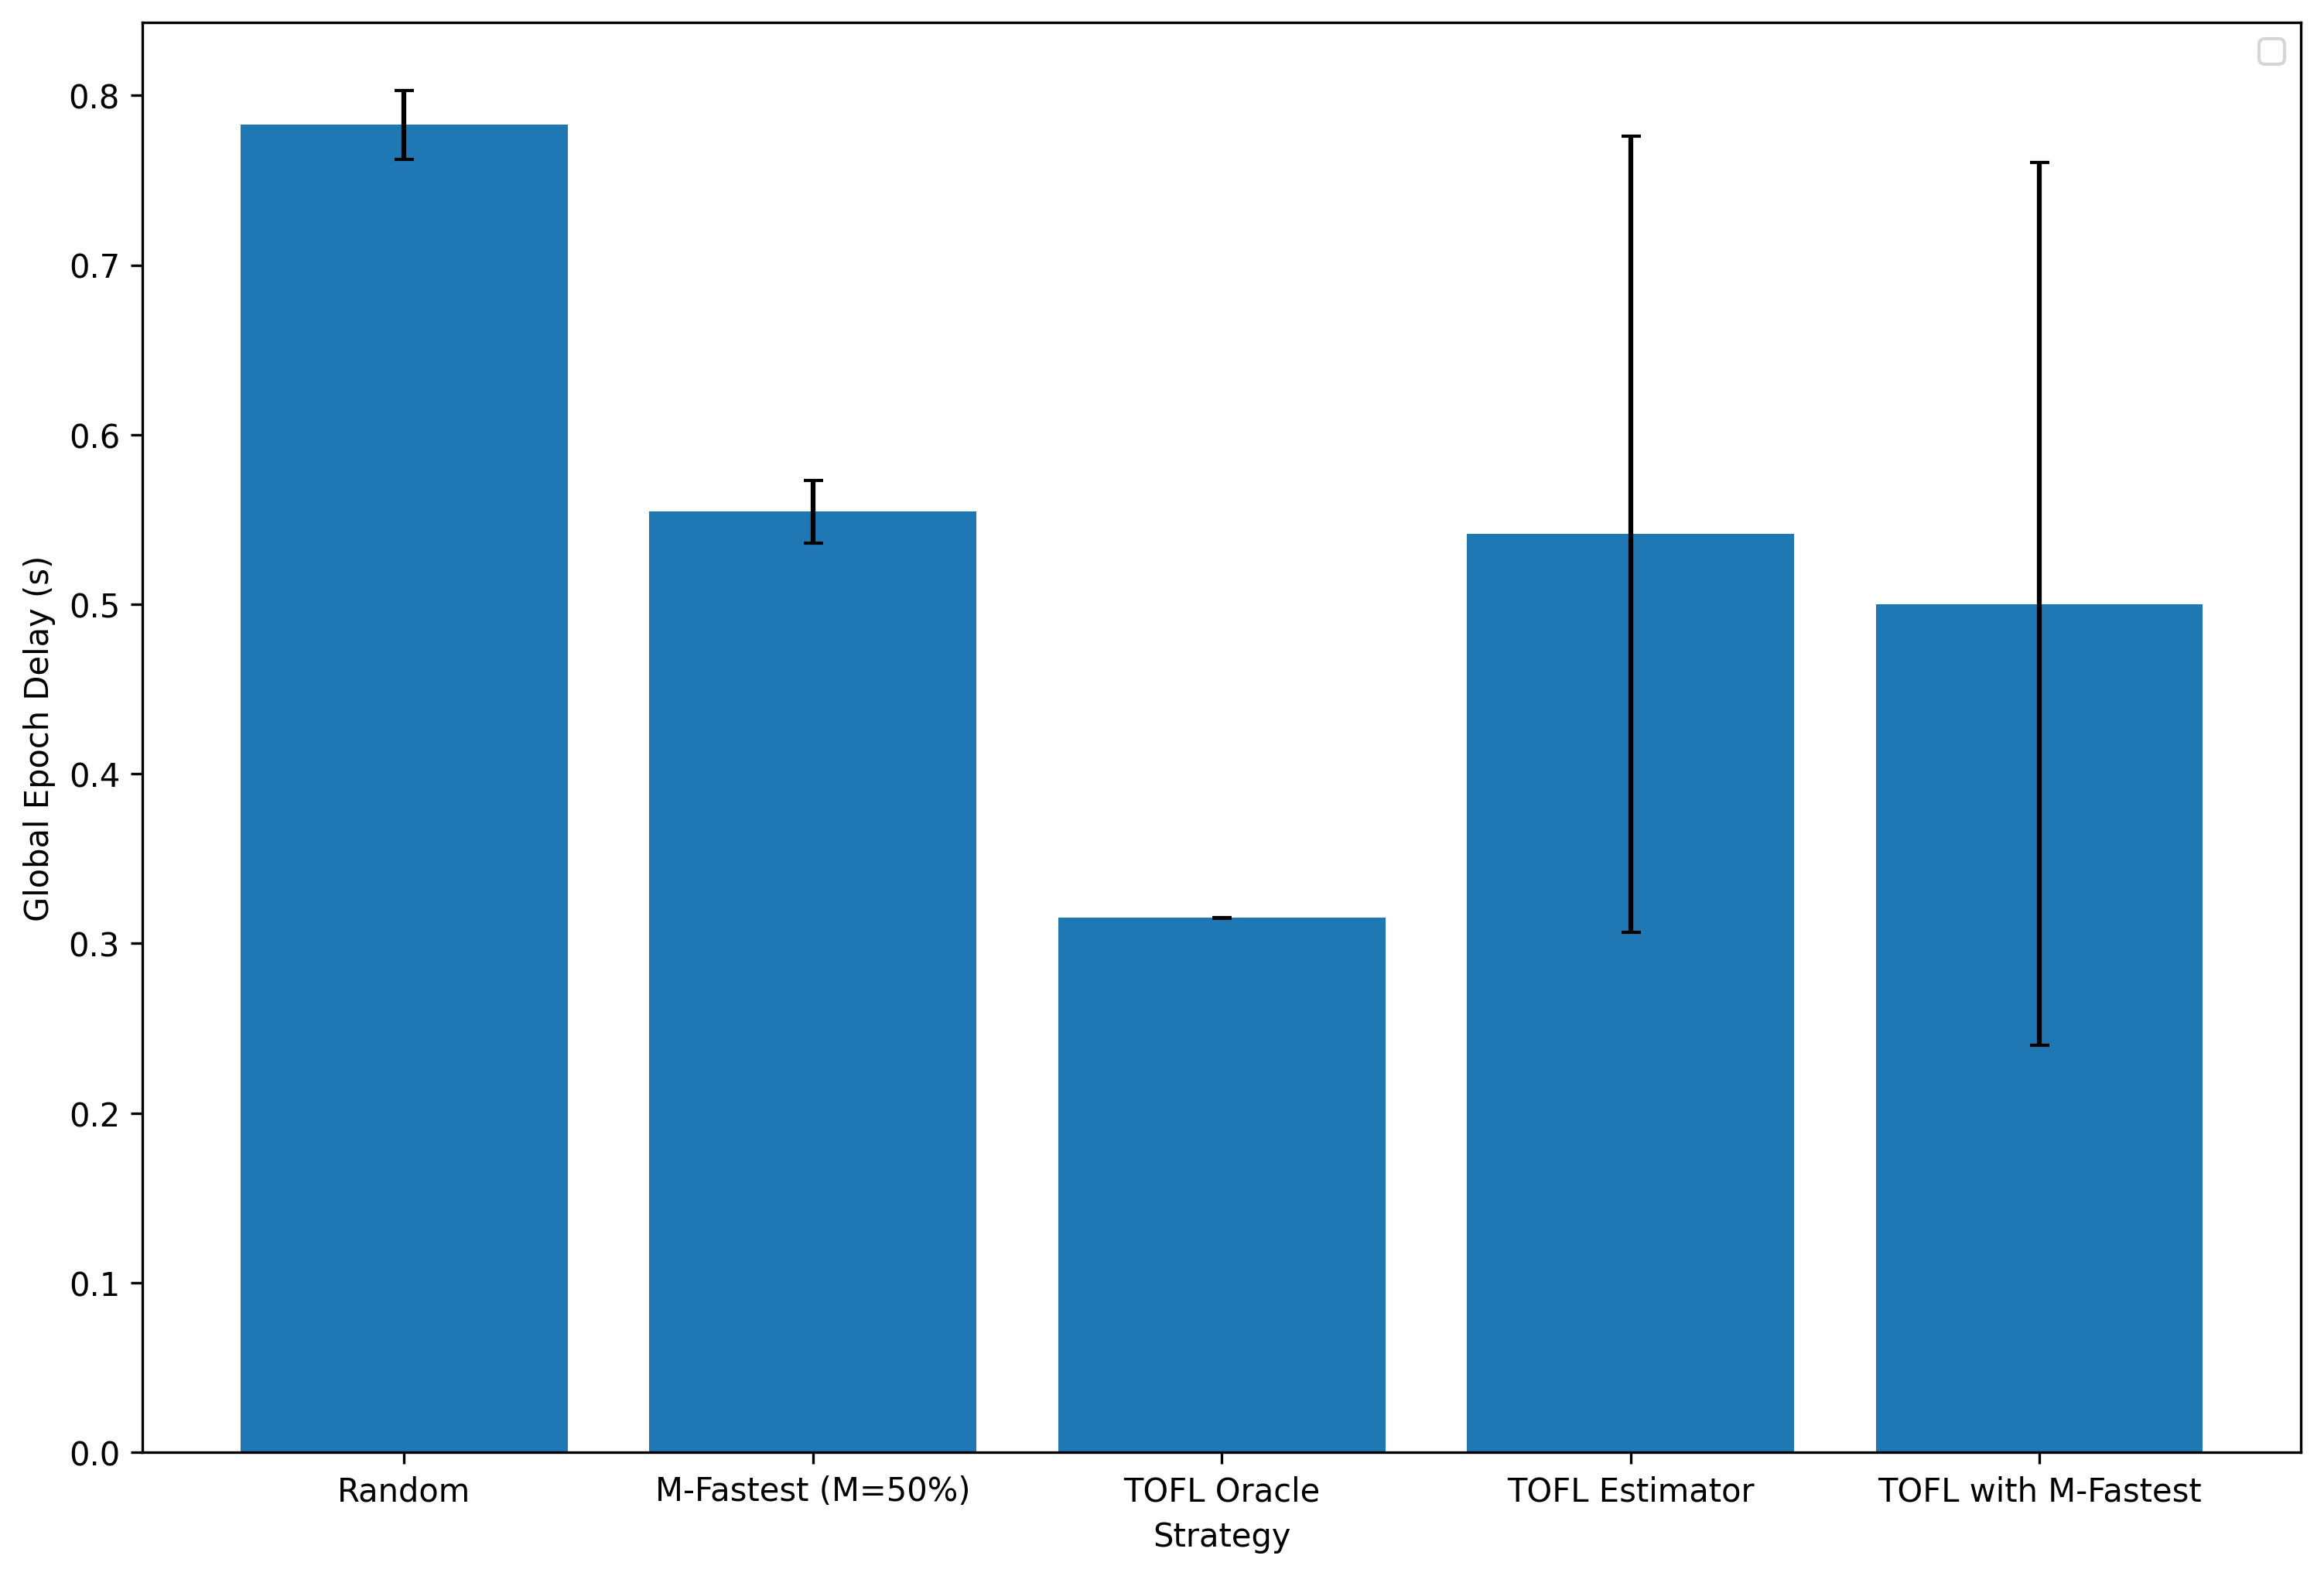 Global Epoch Delay (s)
0.8
0.7
0.6
0.5
0.4
0.3
0.2
0.1
0.0
Random
M-Fastest (M=50%)
TOFL Oracle
TOFL Estimator
TOFL with M-Fastest
Strategy